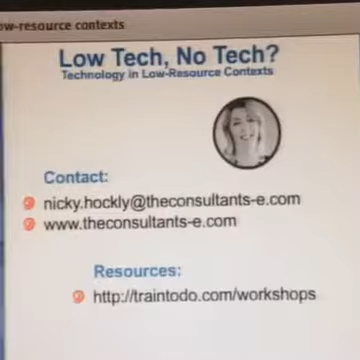 ow-resource contexts
Low Tech, No Tech?
Technology in Low-Resource Contexts
Contact:
nicky.hockly@theconsultants-e.com
www.theconsultants-e.com
Resources:
http://traintodo.com/workshops